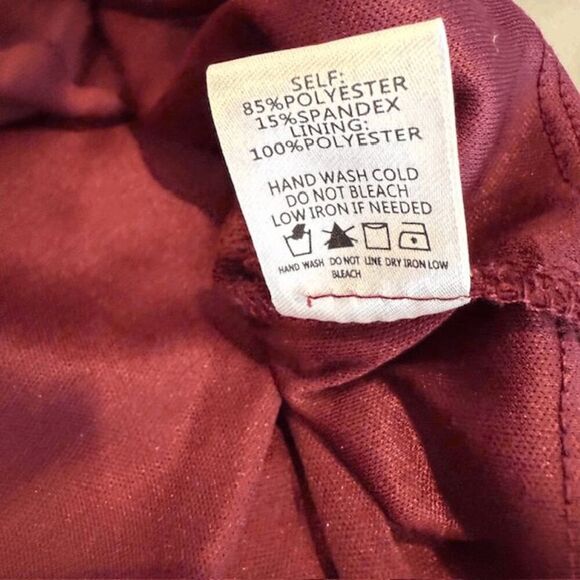 SELF:
85%POLYESTER
15%SPANDEX
LINING:
100%POLYESTER
HAND WASH COLD
DO NOT BLEACH
LOW IRON IF NEEDED
HAND WASH DO NOT LINE DRY IRON LOW
BLEACH